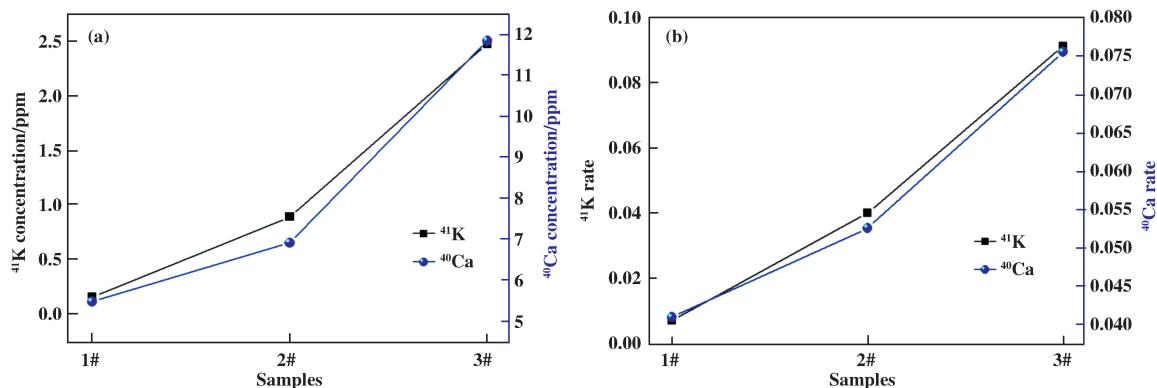 (a)
2.5
2.0
1.5
1.0
0.5
0.0
⁴¹K concentration/ppm
12
11
10
9
8
7
6
5
⁴⁰Ca concentration/ppm
⁴¹K
⁴⁰Ca
1# 2# 3#
Samples
(b)
0.10
0.08
0.06
0.04
0.02
0.00
⁴¹K rate
0.080
0.075
0.070
0.065
0.060
0.055
0.050
0.045
0.040
⁴⁰Ca rate
⁴¹K
⁴⁰Ca
1# 2# 3#
Samples